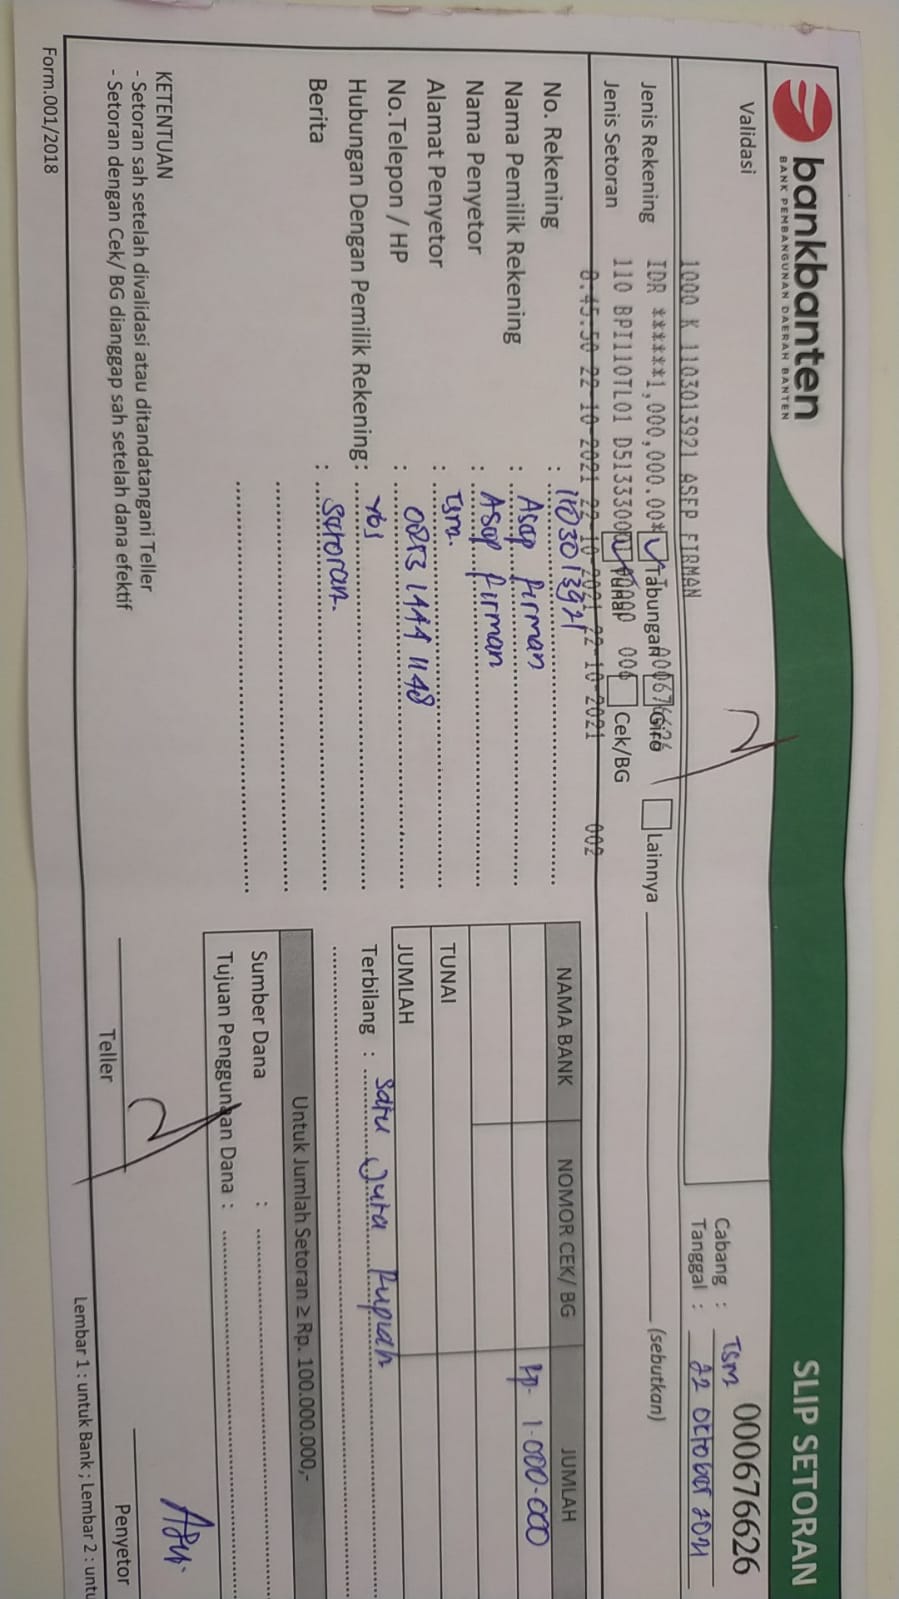 bankbanten
BANK PEMBANGUNAN DAERAH BANTEN
SLIP SETORAN
000676626
Validasi
Cabang : Tsm
Tanggal : 22 October 2021
1000 K 1103013921 ASEP FIRMAN
IDR ******1,000,000.00* 000676626
110 BPI110TL01 D5133300 006
8.45.50 22-10-2021 22-10-2021 22-10-2021 002
Jenis Rekening Tabungan Giro Lainnya (sebutkan)
Jenis Setoran Tunai Cek/BG
No. Rekening : 1103013921
Nama Pemilik Rekening : Asep Firman
Nama Penyetor : Asep Firman
Alamat Penyetor : Tsm.
No.Telepon / HP : 0853 1444 1148
Hubungan Dengan Pemilik Rekening: Ybs
Berita : Setoran.
NAMA BANK NOMOR CEK/ BG JUMLAH
Rp. 1.000.000
TUNAI
JUMLAH
Terbilang : Satu Juta Rupiah
Untuk Jumlah Setoran ≥ Rp. 100.000.000,-
Sumber Dana :
Tujuan Penggunaan Dana :
KETENTUAN
- Setoran sah setelah divalidasi atau ditandatangani Teller
- Setoran dengan Cek/ BG dianggap sah setelah dana efektif
Teller
Penyetor
Form.001/2018
Lembar 1 : untuk Bank ; Lembar 2 : untu